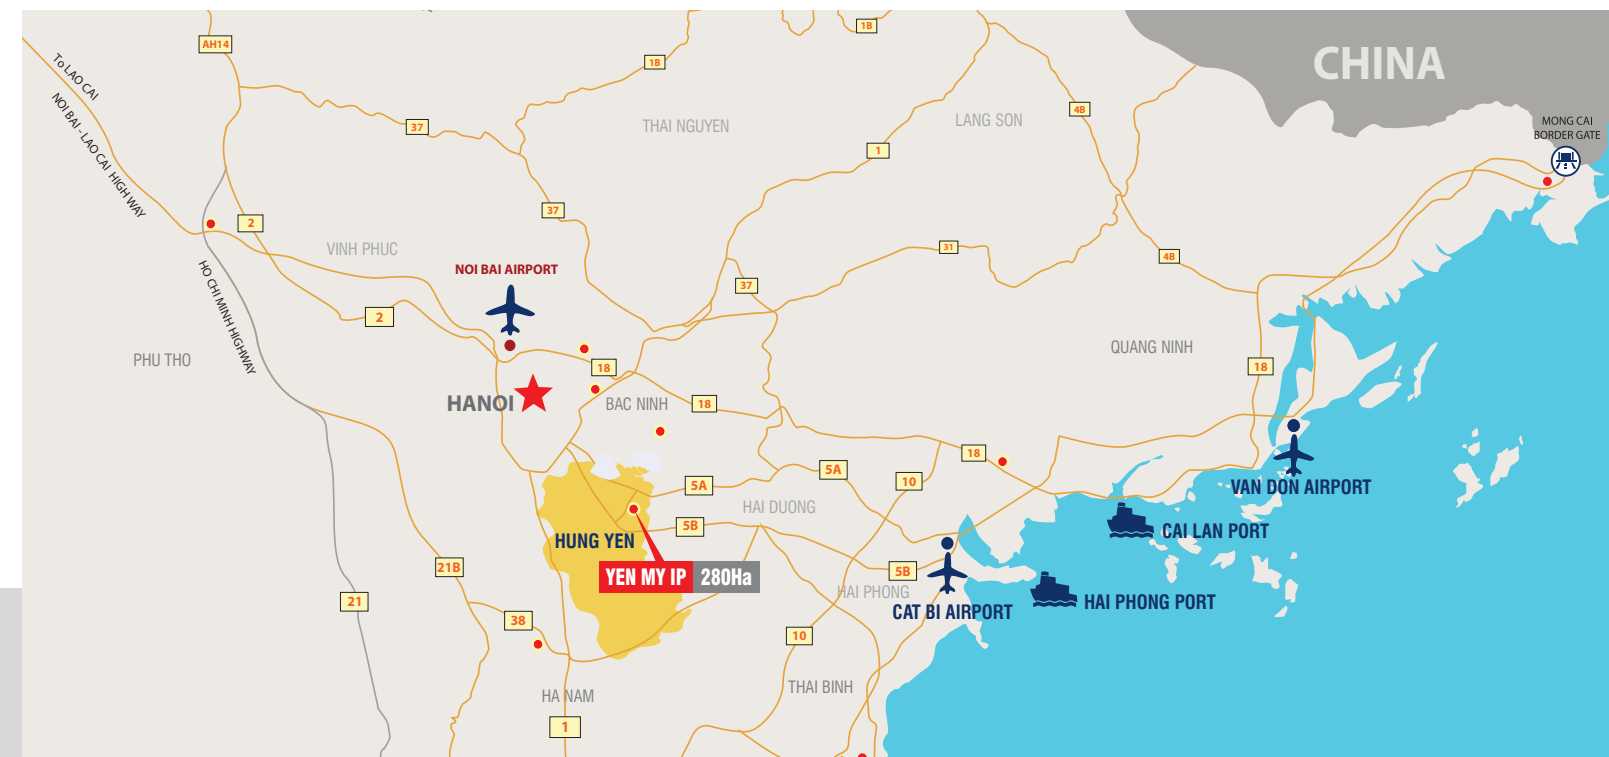 AH14
1B
CHINA
To LAO CAI
1B
NOI BAI - LAO CAI HIGH WAY
4B
37
THAI NGUYEN
LANG SON
MONG CAI
BORDER GATE
1
37
2
VINH PHUC
31
4B
NOI BAI AIRPORT
HO CHI MINH HIGHWAY
37
2
PHU THO
QUANG NINH
18
18
HANOI
BAC NINH
18
18
5A
10
5A
VAN DON AIRPORT
HAI DUONG
5B
CAI LAN PORT
HUNG YEN
21B
5B
YEN MY IP 280Ha
HAI PHONG
21
CAT BI AIRPORT
HAI PHONG PORT
38
10
THAI BINH
HA NAM
1